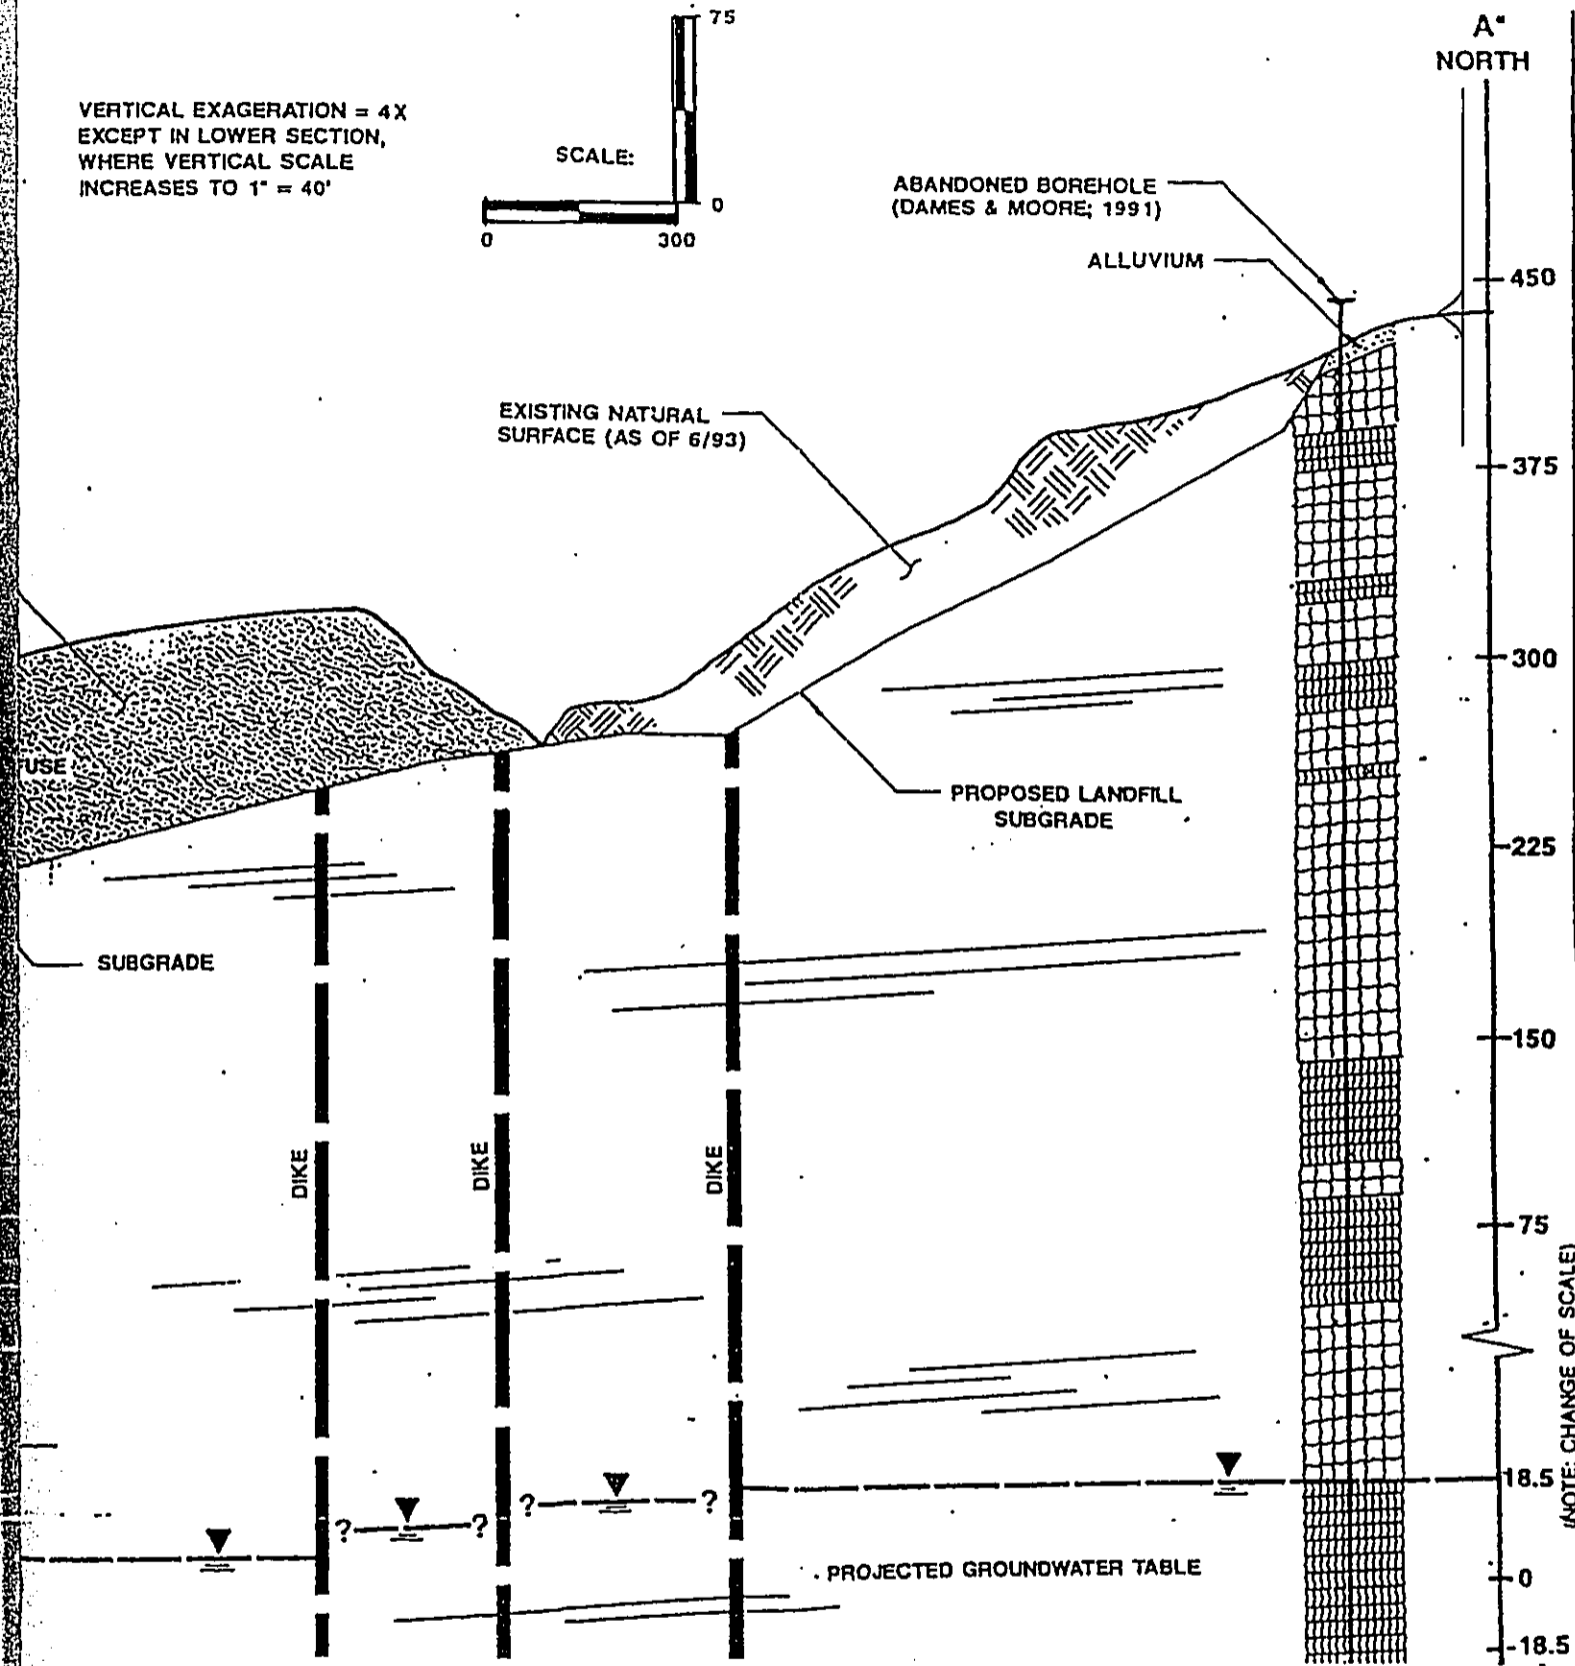 75
A"
NORTH
VERTICAL EXAGERATION = 4X
EXCEPT IN LOWER SECTION,
WHERE VERTICAL SCALE
INCREASES TO 1" = 40'
SCALE:
0
0
300
ABANDONED BOREHOLE
(DAMES & MOORE; 1991)
ALLUVIUM
450
EXISTING NATURAL
SURFACE (AS OF 6/93)
375
300
USE
PROPOSED LANDFILL
SUBGRADE
225
SUBGRADE
150
DIKE
DIKE
DIKE
75
(NOTE: CHANGE OF SCALE)
18.5
?
?
?
?
PROJECTED GROUNDWATER TABLE
0
-18.5